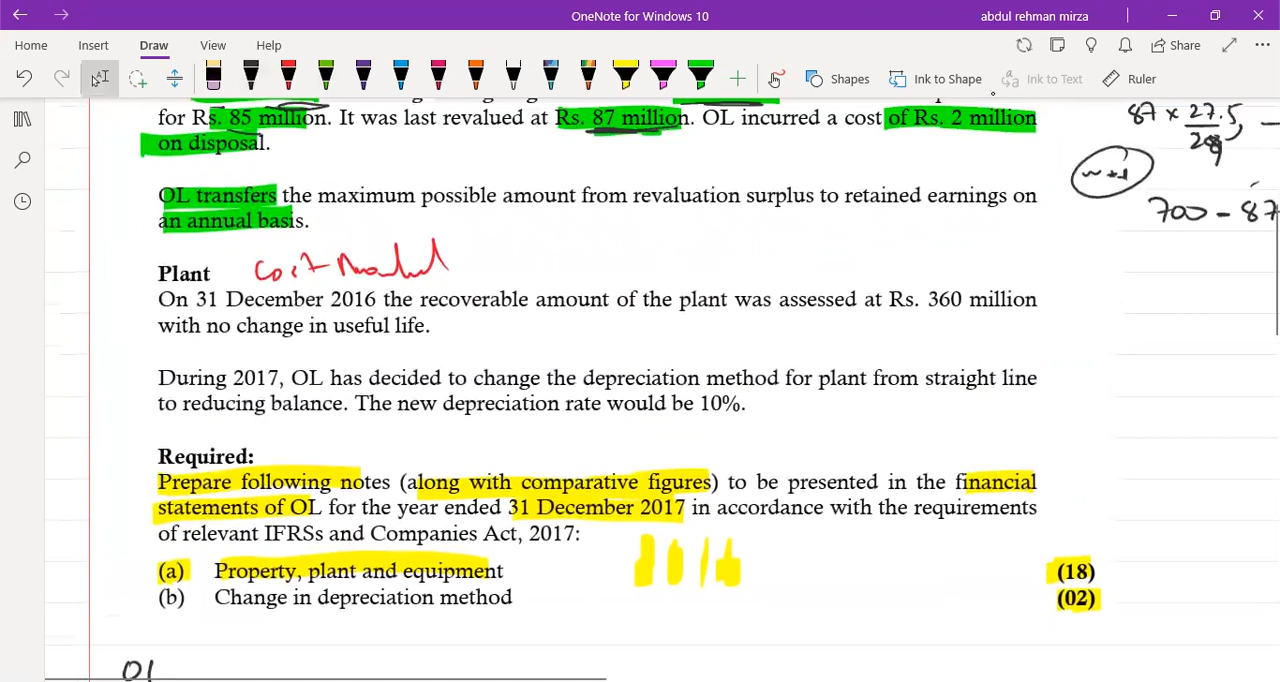 OneNote for Windows 10
abdul rehman mirza
Home Insert Draw View Help
Share
Shapes
Ink to Shape
Ink to Text
Ruler
for Rs. 85 million. It was last revalued at Rs. 87 million. OL incurred a cost of Rs. 2 million
on disposal.
87 × 27.5
700 - 87
OL transfers the maximum possible amount from revaluation surplus to retained earnings on
an annual basis.
Plant
Cost Model
On 31 December 2016 the recoverable amount of the plant was assessed at Rs. 360 million
with no change in useful life.
During 2017, OL has decided to change the depreciation method for plant from straight line
to reducing balance. The new depreciation rate would be 10%.
Required:
Prepare following notes (along with comparative figures) to be presented in the financial
statements of OL for the year ended 31 December 2017 in accordance with the requirements
of relevant IFRSs and Companies Act, 2017:
(a) Property, plant and equipment (18)
2016
(b) Change in depreciation method (02)
OL